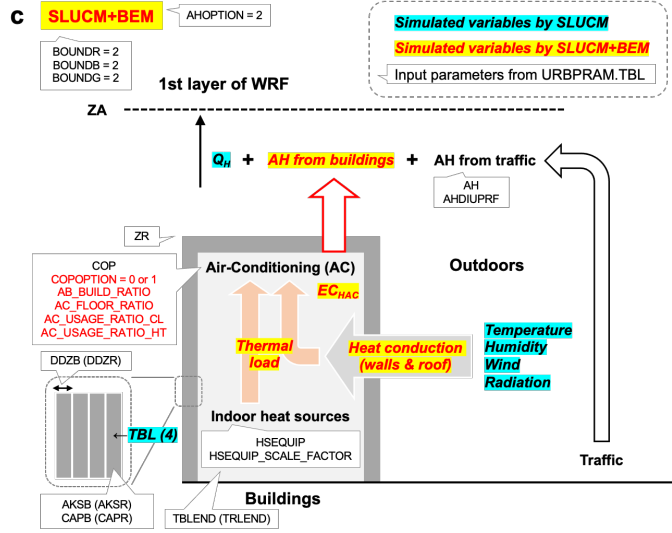 c
SLUCM+BEM
AHOPTION = 2
BOUNDR = 2
BOUNDB = 2
BOUNDG = 2
Simulated variables by SLUCM
Simulated variables by SLUCM+BEM
Input parameters from URBPRAM.TBL
1st layer of WRF
ZA
QH + AH from buildings + AH from traffic
AH
AHDIUPRF
ZR
COP
COPOPTION = 0 or 1
AB_BUILD_RATIO
AC_FLOOR_RATIO
AC_USAGE_RATIO_CL
AC_USAGE_RATIO_HT
Air-Conditioning (AC)
ECHAC
Outdoors
Thermal
load
Heat conduction
(walls & roof)
Temperature
Humidity
Wind
Radiation
DDZB (DDZR)
TBL (4)
Indoor heat sources
HSEQUIP
HSEQUIP_SCALE_FACTOR
Traffic
AKSB (AKSR)
CAPB (CAPR)
TBLEND (TRLEND)
Buildings